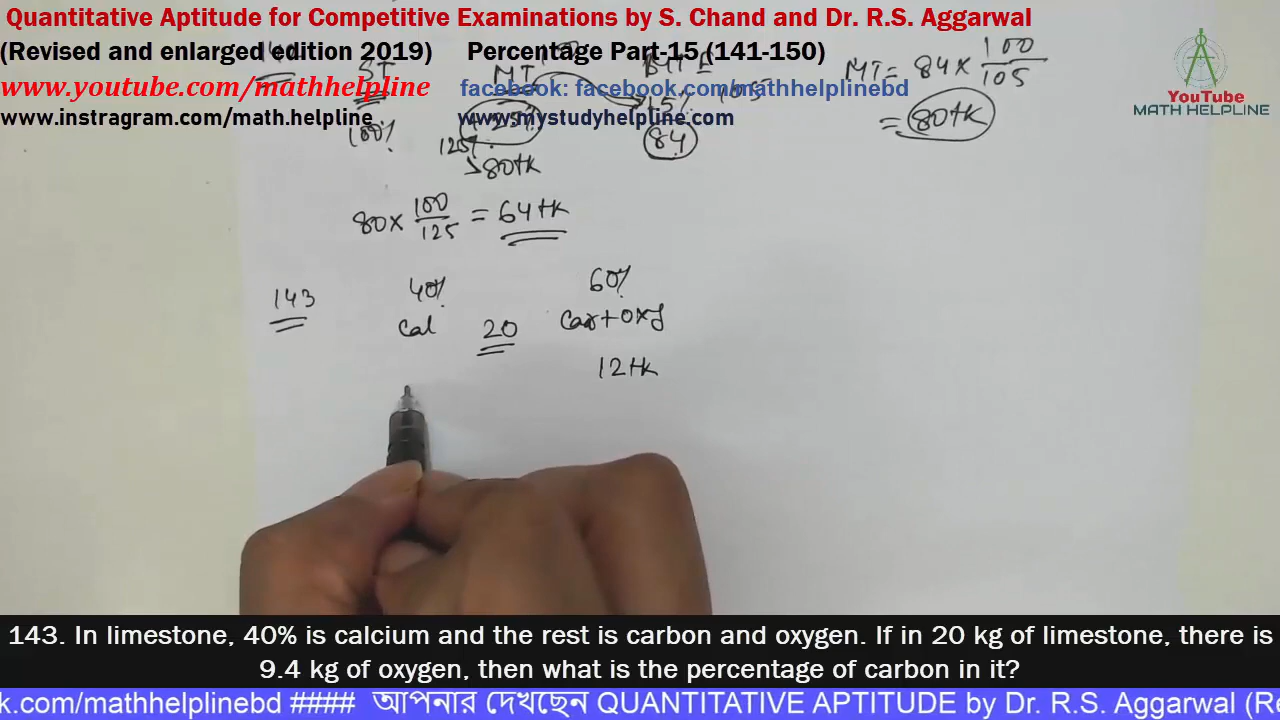 Quantitative Aptitude for Competitive Examinations by S. Chand and Dr. R.S. Aggarwal
(Revised and enlarged edition 2019) Percentage Part-15 (141-150)
www.youtube.com/mathhelpline
facebook: facebook.com/mathhelplinebd
www.instragram.com/math.helpline
www.mystudyhelpline.com
YouTube
MATH HELPLINE
ST MT
100% 125%
84
80tk
MT = 84 × 100/105
= 80tk
80 × 100/125 = 64tk
143 40% 60%
Cal 20 Car+Oxy
12tk
143. In limestone, 40% is calcium and the rest is carbon and oxygen. If in 20 kg of limestone, there is
9.4 kg of oxygen, then what is the percentage of carbon in it?
k.com/mathhelplinebd #### আপনার দেখছেন QUANTITATIVE APTITUDE by Dr. R.S. Aggarwal (Re